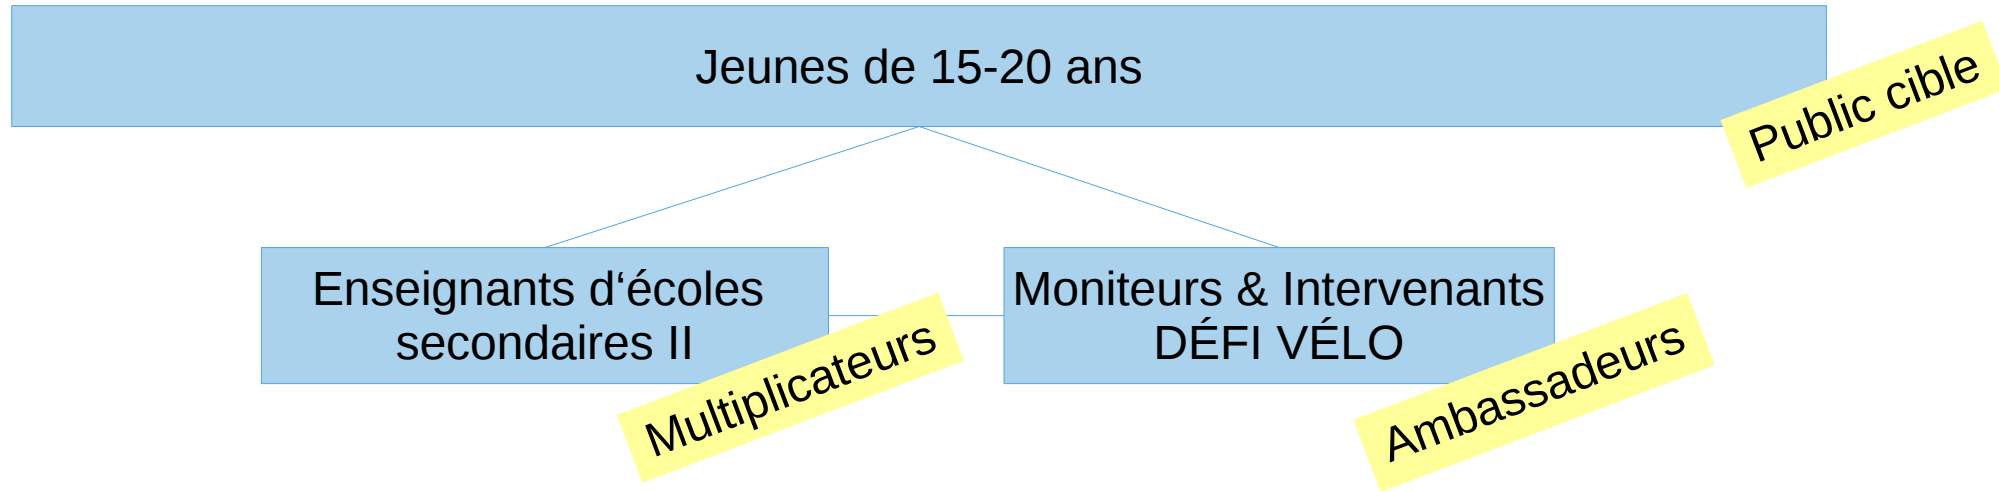 Jeunes de 15-20 ans
Public cible
Enseignants d‘écoles
secondaires II
Multiplicateurs
Moniteurs & Intervenants
DÉFI VÉLO
Ambassadeurs